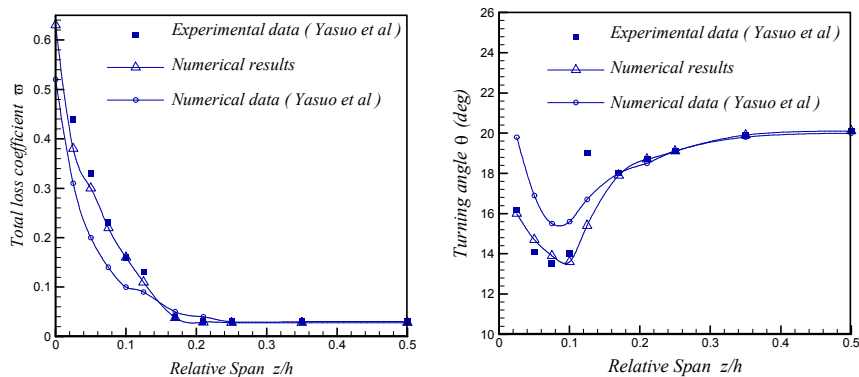 0.6
0.5
0.4
0.3
0.2
0.1
0
0
0.1
0.2
0.3
0.4
0.5
Total loss coefficient ϖ
Relative Span z/h
Experimental data ( Yasuo et al )
Numerical results
Numerical data ( Yasuo et al )
26
24
22
20
18
16
14
12
10
0
0.1
0.2
0.3
0.4
0.5
Turning angle θ (deg)
Relative Span z/h
Experimental data ( Yasuo et al )
Numerical results
Numerical data ( Yasuo et al )